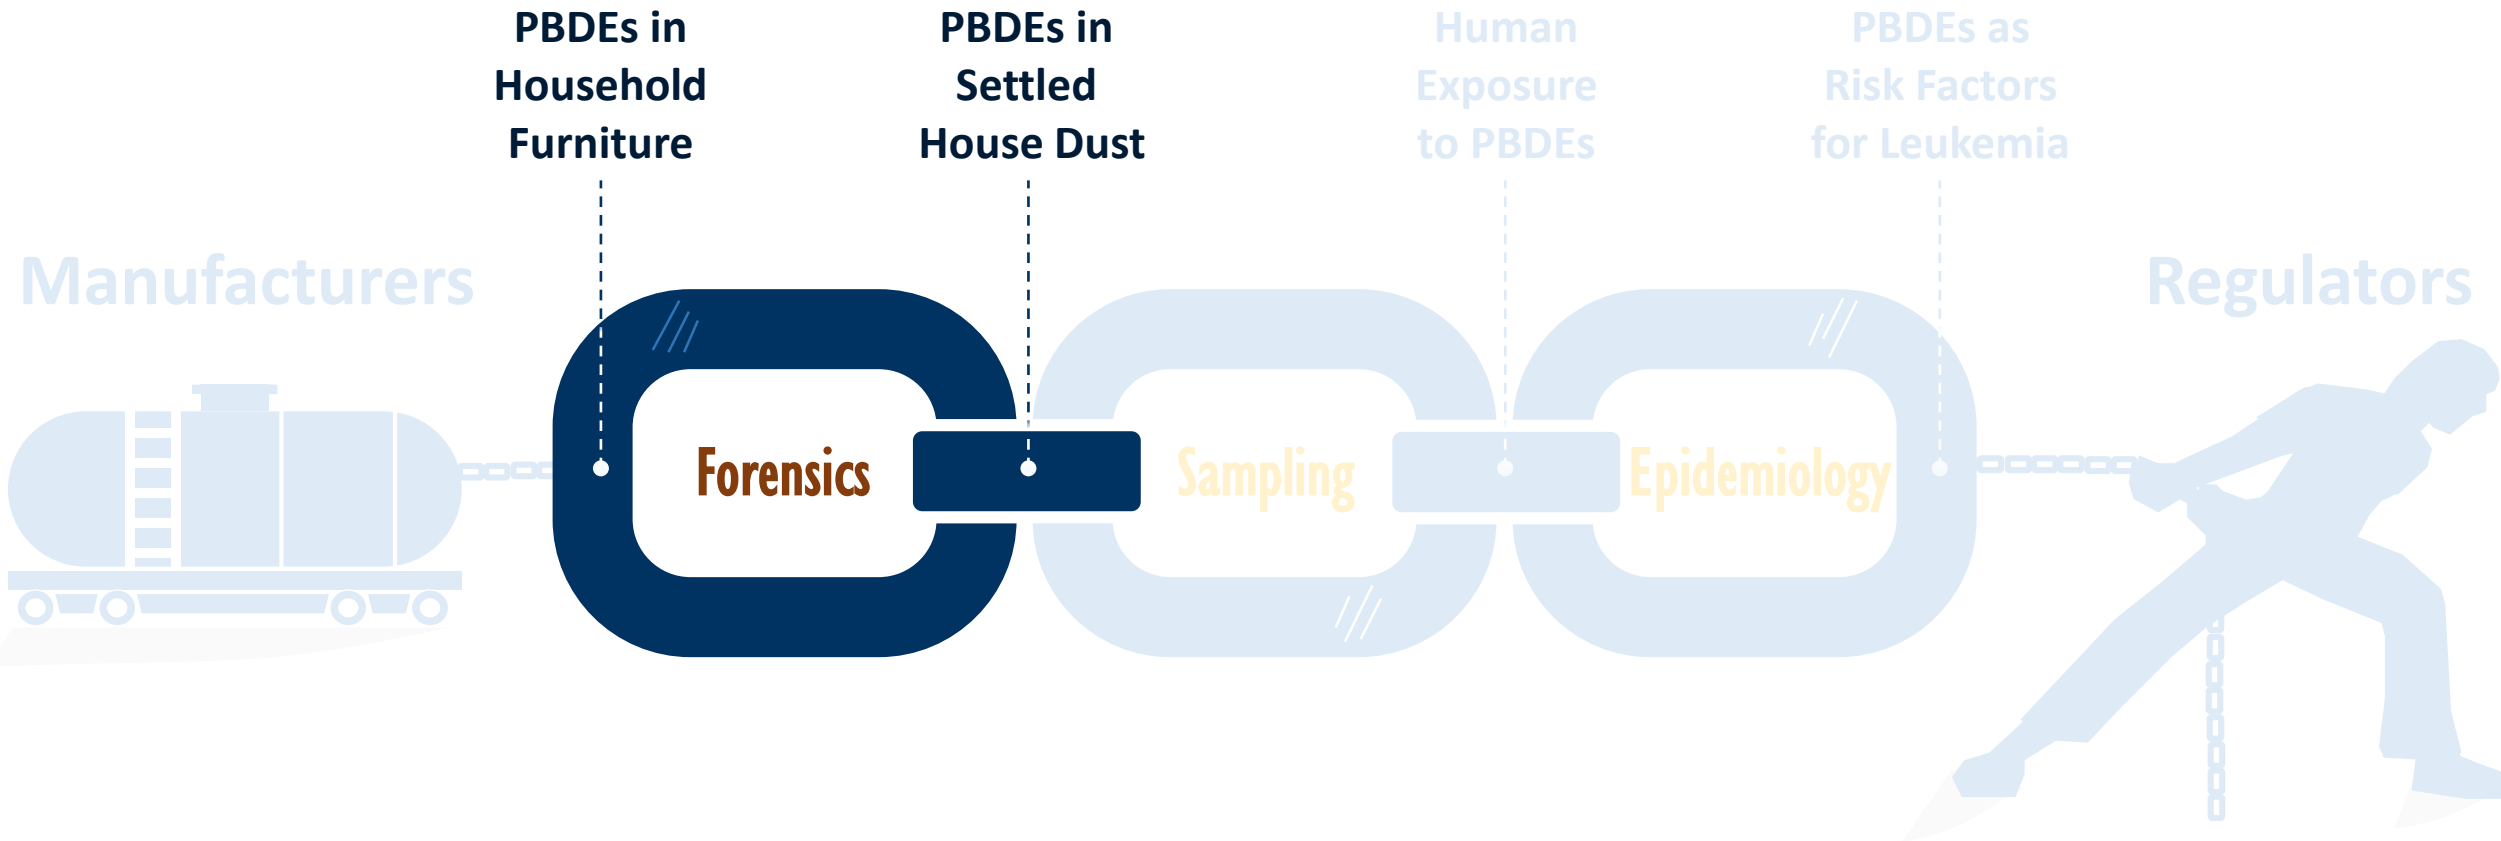 PBDEs in
Household
Furniture
PBDEs in
Settled
House Dust
Human
Exposure
to PBDEs
PBDEs as
Risk Factors
for Leukemia
Manufacturers
Regulators
Forensics
Sampling
Epidemiology